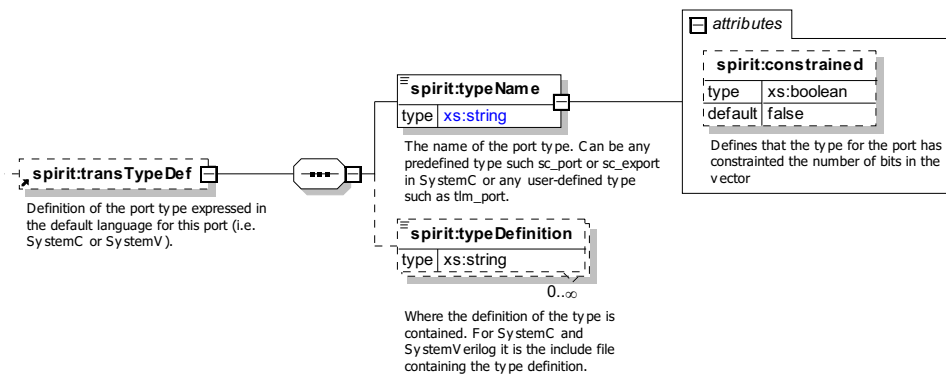 attributes
spirit:constrained
type xs:boolean
default false
Defines that the type for the port has
constrainted the number of bits in the
vector
spirit:typeName
type xs:string
The name of the port type. Can be any
predefined type such sc_port or sc_export
in SystemC or any user-defined type
such as tlm_port.
spirit:transTypeDef
Definition of the port type expressed in
the default language for this port (i.e.
SystemC or SystemV).
spirit:typeDefinition
type xs:string
0..∞
Where the definition of the type is
contained. For SystemC and
SystemVerilog it is the include file
containing the type definition.